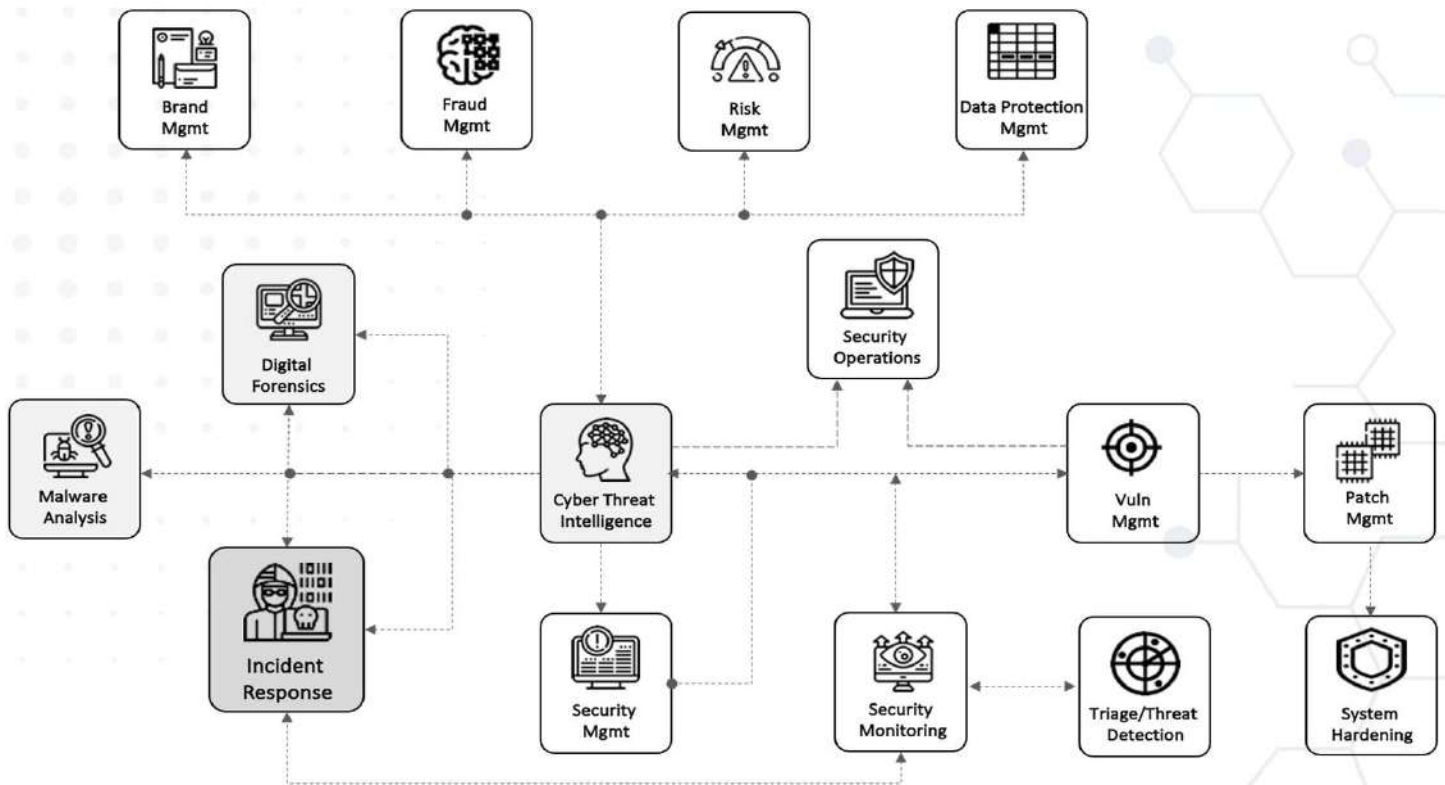 Brand
Mgmt
Fraud
Mgmt
Risk
Mgmt
Data Protection
Mgmt
Digital
Forensics
Security
Operations
Malware
Analysis
Cyber Threat
Intelligence
Vuln
Mgmt
Patch
Mgmt
Incident
Response
Security
Mgmt
Security
Monitoring
Triage/Threat
Detection
System
Hardening